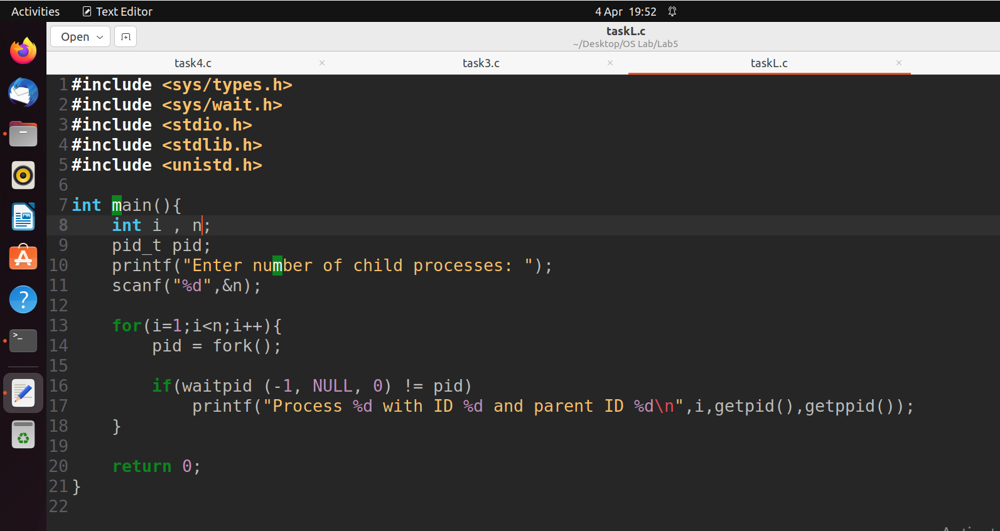 Activities Text Editor 4 Apr 19:52
Open taskL.c
~/Desktop/OS Lab/Lab5
task4.c × task3.c × taskL.c ×
1 #include <sys/types.h>
2 #include <sys/wait.h>
3 #include <stdio.h>
4 #include <stdlib.h>
5 #include <unistd.h>
6
7 int main(){
8     int i , n;
9     pid_t pid;
10     printf("Enter number of child processes: ");
11     scanf("%d",&n);
12
13     for(i=1;i<n;i++){
14         pid = fork();
15
16         if(waitpid (-1, NULL, 0) != pid)
17             printf("Process %d with ID %d and parent ID %d\n",i,getpid(),getppid());
18     }
19
20     return 0;
21 }
22